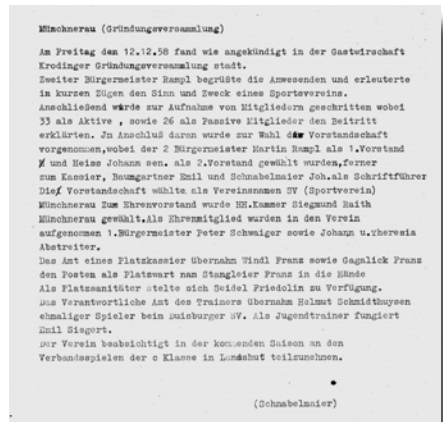 Münchnerau (Gründungsversammlung)
Am Freitag den 12.12.58 fand wie angekündigt in der Gastwirschaft
Krodinger Gründungsversammlung stadt.
Zweiter Bürgermeister Rampl begrüßte die Anwesenden und erleuterte
in kurzen Zügen den Sinn und Zweck eines Sportsvereins.
Anschließend wurde zur Aufnahme von Mitgliedern geschritten wobei
33 als Aktive , sowie 26 als Passive Mitglieder den Beitritt
erklärten. Jn Anschluß daran wurde zur Wahl der Vorstandschaft
vorgenommen,wobei der 2 Bürgermeister Martin Rampl als 1.Vorstand
und Heiss Johann sen. als 2.Vorstand gewählt wurden,ferner
zum Kassier, Baumgartner Emil und Schnabelmaier Joh.als Schriftführer
Die Vorstandschaft wählte als Vereinsnamen SV (Sportverein)
Münchnerau Zum Ehrenvorstand wurde HH.Kammer Siegmund Raith
Münchnerau gewählt.Als Ehrenmitglied wurden in den Verein
aufgenommen 1.Bürgermeister Peter Schwaiger sowie Johann u.Theresia
Abstreiter.
Das Amt eines Platzkassier übernahm Windl Franz sowie Gagalick Franz
den Posten als Platzwart nam Stangleier Franz in die Hände
Als Platzsanitäter stelte sich Seidel Friedolin zu Verfügung.
Das Verantwortliche Amt des Trainers übernahm Helmut Schmidthuysen
ehmaliger Spieler beim Duisburger SV. Als Jugendtrainer fungiert
Emil Siegert.
Der Verein beabsichtigt in der kommenden Saison an den
Verbandsspielen der c Klasse in Landshut teilzunehmen.
(Schnabelmaier)